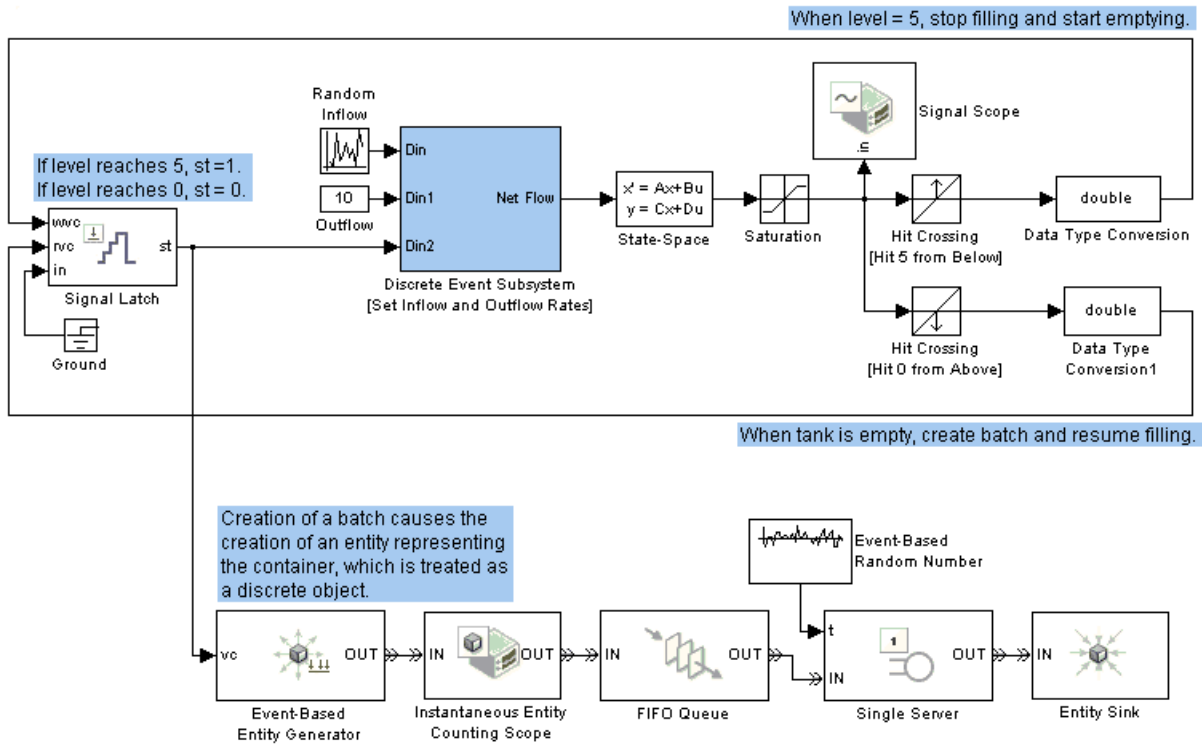 When level = 5, stop filling and start emptying.
Random
Inflow
Signal Scope
in
If level reaches 5, st =1.
If level reaches 0, st = 0.
Din
Din1
Din2
Net Flow
10
Outflow
x' = Ax+Bu
y = Cx+Du
State-Space
Saturation
Hit Crossing
[Hit 5 from Below]
double
Data Type Conversion
wvc
rvc
in
st
Signal Latch
Discrete Event Subsystem
[Set Inflow and Outflow Rates]
Ground
Hit Crossing
[Hit 0 from Above]
double
Data Type
Conversion1
When tank is empty, create batch and resume filling.
Creation of a batch causes the
creation of an entity representing
the container, which is treated as
a discrete object.
Event-Based
Random Number
vc
OUT
Event-Based
Entity Generator
IN
OUT
Instantaneous Entity
Counting Scope
IN
OUT
FIFO Queue
t
IN
1
OUT
Single Server
IN
Entity Sink